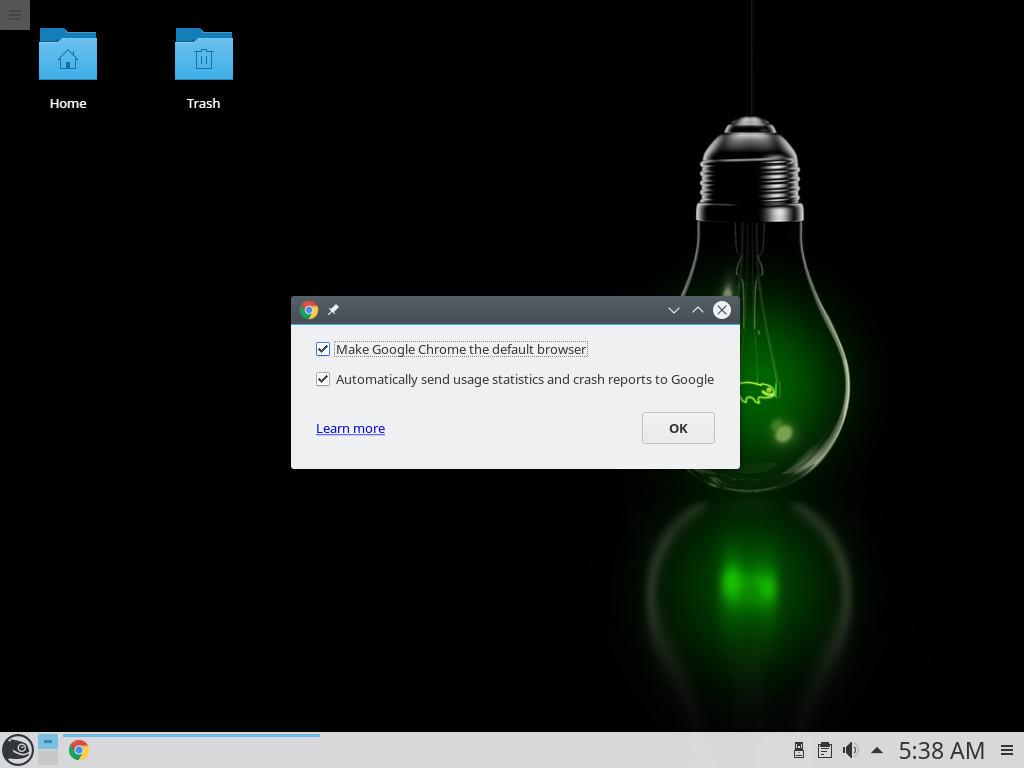 Home
Trash
Make Google Chrome the default browser
Automatically send usage statistics and crash reports to Google
Learn more
OK
5:38 AM